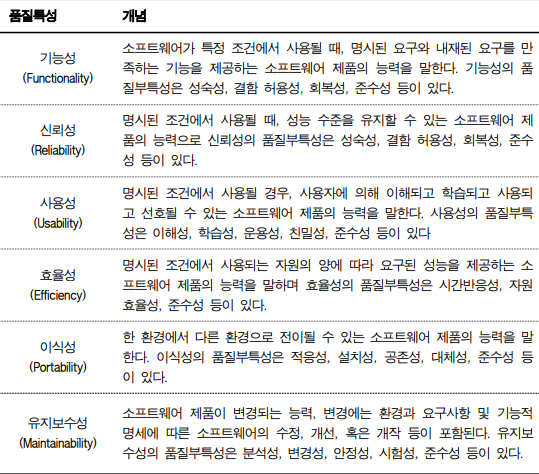 품질특성 개념
기능성
(Functionality)
소프트웨어가 특정 조건에서 사용될 때, 명시된 요구와 내재된 요구를 만
족하는 기능을 제공하는 소프트웨어 제품의 능력을 말한다. 기능성의 품
질부특성은 성숙성, 결함 허용성, 회복성, 준수성 등이 있다.
신뢰성
(Reliability)
명시된 조건에서 사용될 때, 성능 수준을 유지할 수 있는 소프트웨어 제
품의 능력으로 신뢰성의 품질부특성은 성숙성, 결함 허용성, 회복성, 준수
성 등이 있다.
사용성
(Usability)
명시된 조건에서 사용될 경우, 사용자에 의해 이해되고 학습되고 사용되
고 선호될 수 있는 소프트웨어 제품의 능력을 말한다. 사용성의 품질부특
성은 이해성, 학습성, 운용성, 친밀성, 준수성 등이 있다
효율성
(Efficiency)
명시된 조건에서 사용되는 자원의 양에 따라 요구된 성능을 제공하는 소
프트웨어 제품의 능력을 말하며 효율성의 품질부특성은 시간반응성, 자원
효율성, 준수성 등이 있다.
이식성
(Portability)
한 환경에서 다른 환경으로 전이될 수 있는 소프트웨어 제품의 능력을 말
한다. 이식성의 품질부특성은 적응성, 설치성, 공존성, 대체성, 준수성 등
이 있다.
유지보수성
(Maintainability)
소프트웨어 제품이 변경되는 능력, 변경에는 환경과 요구사항 및 기능적
명세에 따른 소프트웨어의 수정, 개선, 혹은 개작 등이 포함된다. 유지보
수성의 품질부특성은 분석성, 변경성, 안정성, 시험성, 준수성 등이 있다.